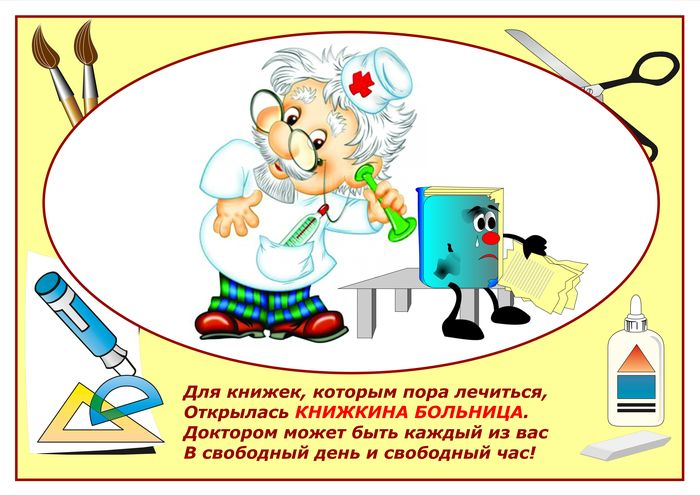 Для книжек, которым пора лечиться,
Открылась КНИЖКИНА БОЛЬНИЦА.
Доктором может быть каждый из вас
В свободный день и свободный час!